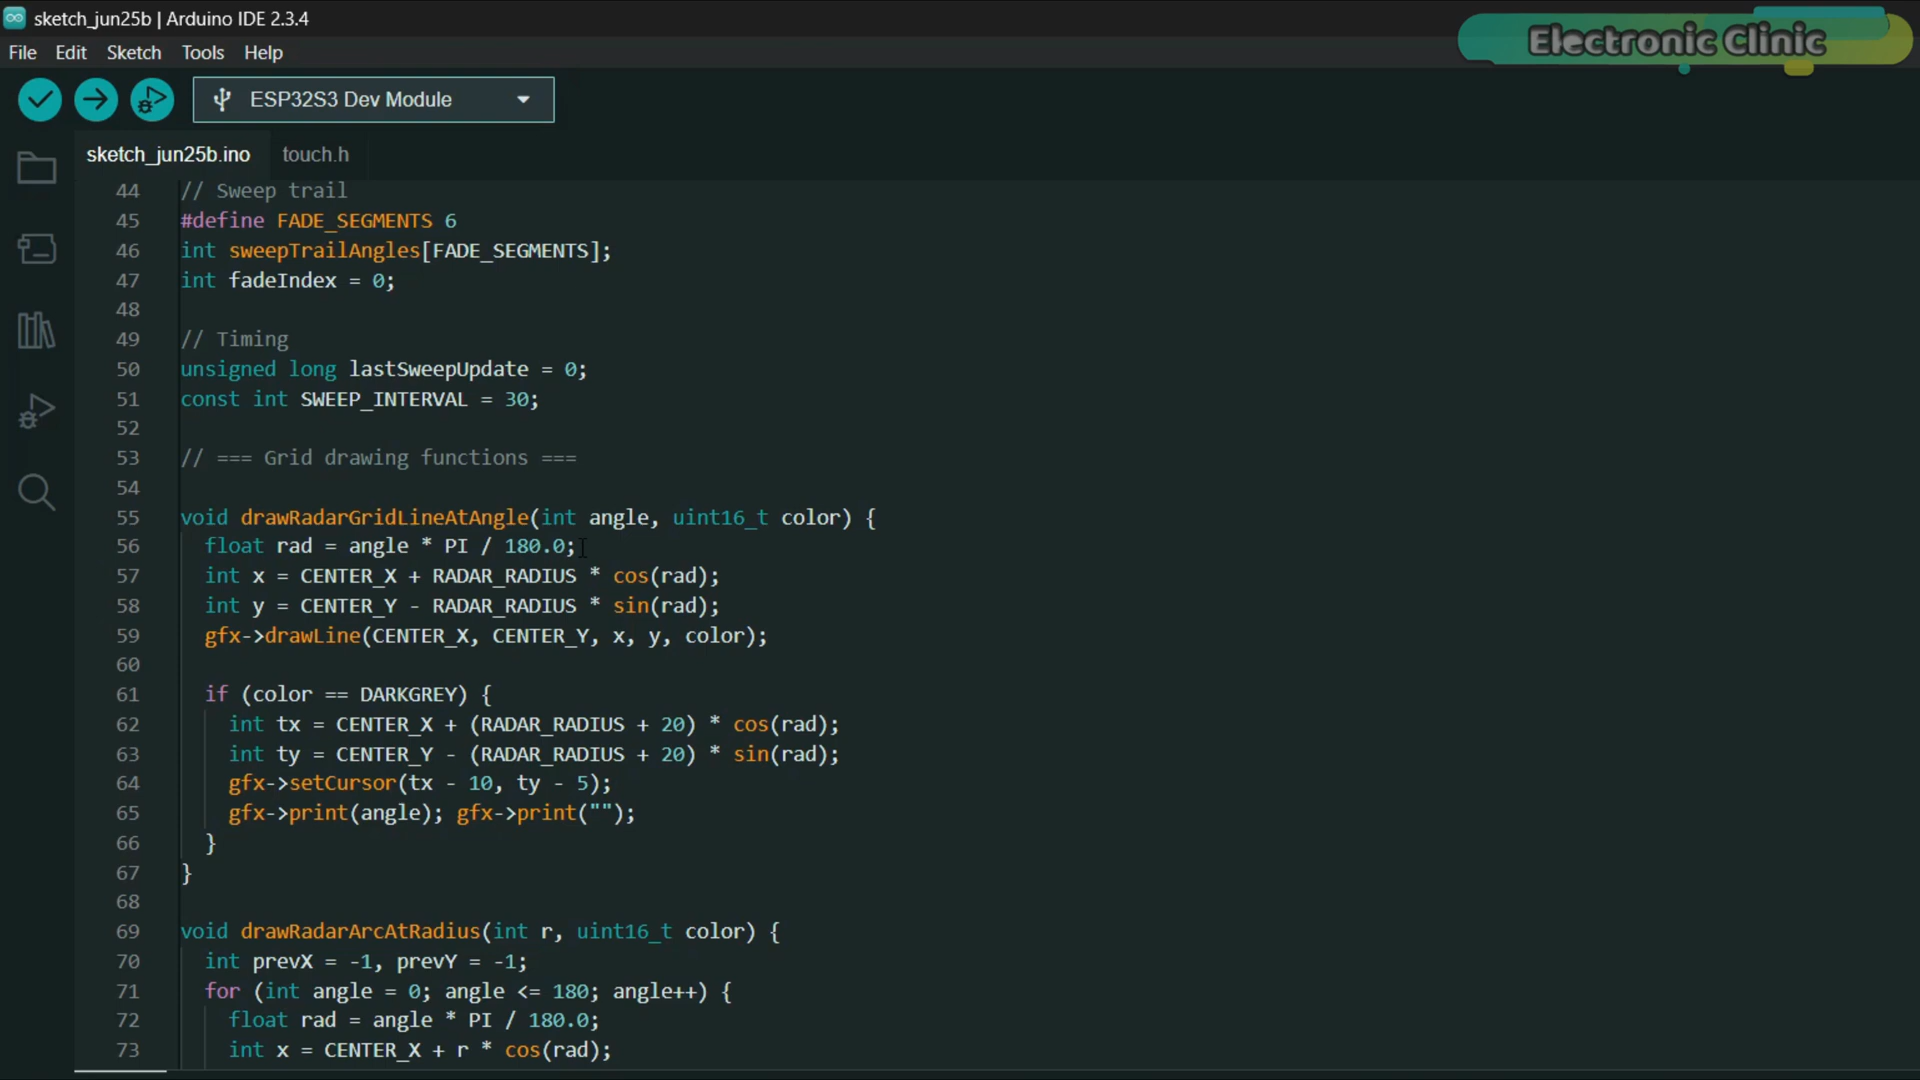 sketch_jun25b | Arduino IDE 2.3.4
Electronic Clinic
File Edit Sketch Tools Help
ESP32S3 Dev Module
sketch_jun25b.ino touch.h
44 // Sweep trail
45 #define FADE_SEGMENTS 6
46 int sweepTrailAngles[FADE_SEGMENTS];
47 int fadeIndex = 0;
48
49 // Timing
50 unsigned long lastSweepUpdate = 0;
51 const int SWEEP_INTERVAL = 30;
52
53 // === Grid drawing functions ===
54
55 void drawRadarGridLineAtAngle(int angle, uint16_t color) {
56 float rad = angle * PI / 180.0;
57 int x = CENTER_X + RADAR_RADIUS * cos(rad);
58 int y = CENTER_Y - RADAR_RADIUS * sin(rad);
59 gfx->drawLine(CENTER_X, CENTER_Y, x, y, color);
60
61 if (color == DARKGREY) {
62 int tx = CENTER_X + (RADAR_RADIUS + 20) * cos(rad);
63 int ty = CENTER_Y - (RADAR_RADIUS + 20) * sin(rad);
64 gfx->setCursor(tx - 10, ty - 5);
65 gfx->print(angle); gfx->print("");
66 }
67 }
68
69 void drawRadarArcAtRadius(int r, uint16_t color) {
70 int prevX = -1, prevY = -1;
71 for (int angle = 0; angle <= 180; angle++) {
72 float rad = angle * PI / 180.0;
73 int x = CENTER_X + r * cos(rad);